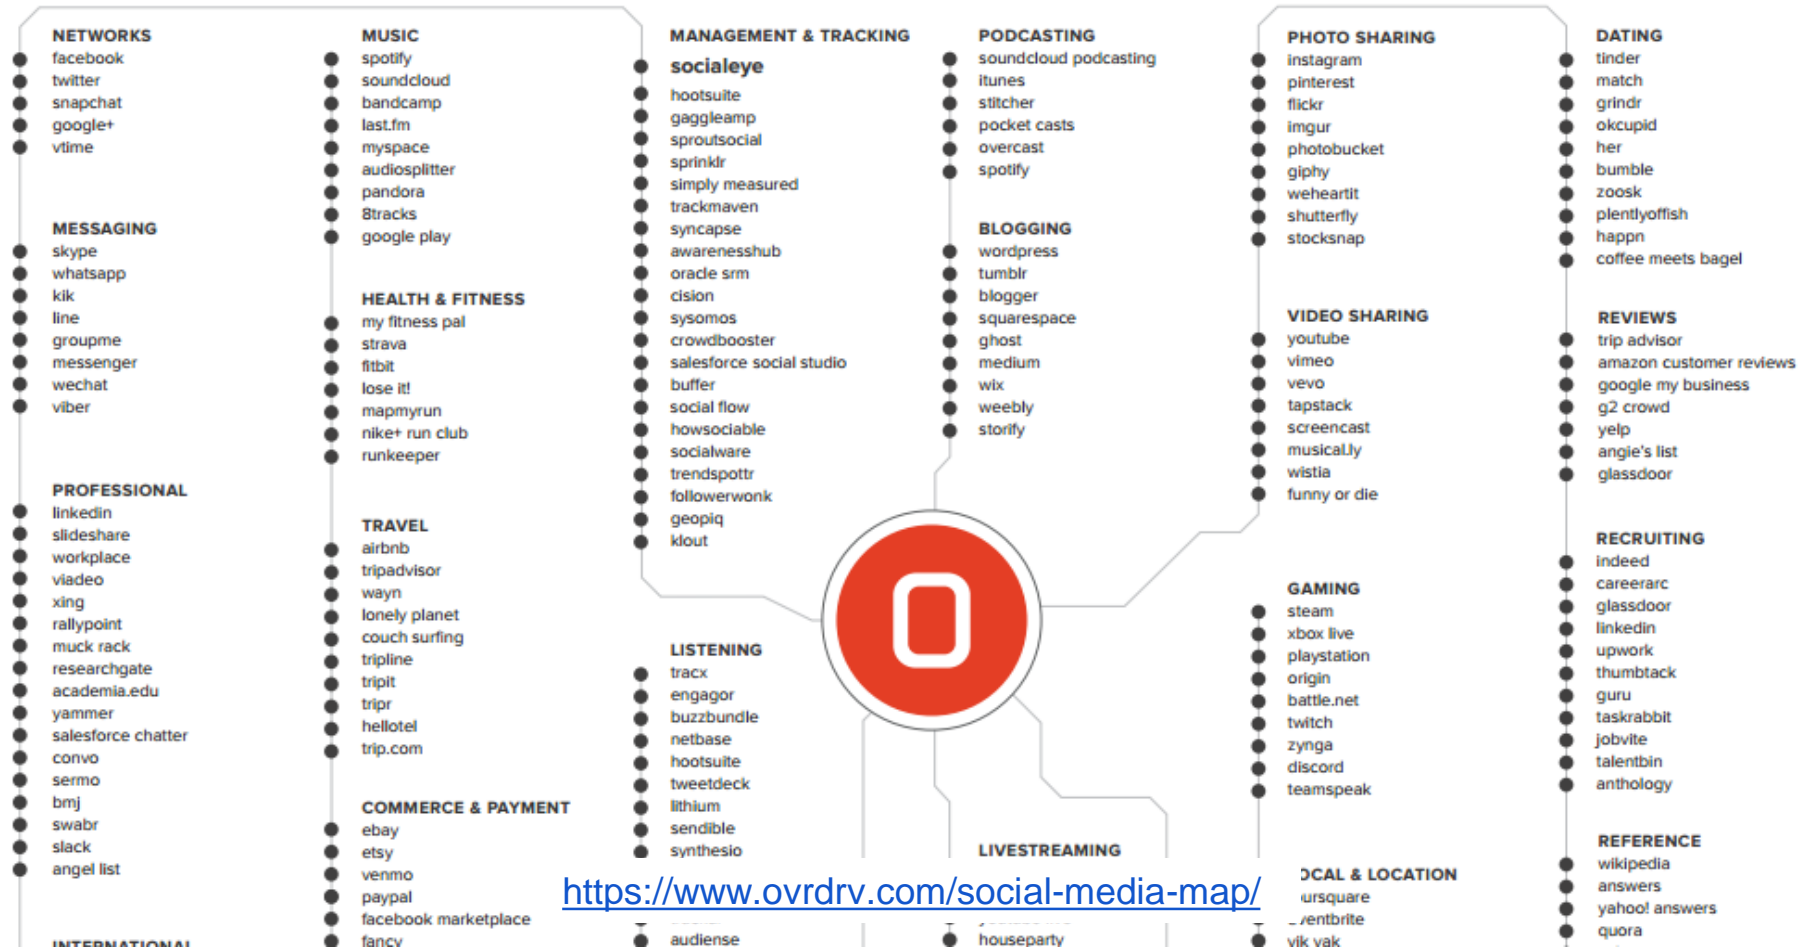 NETWORKS
facebook
twitter
snapchat
google+
vtime
MESSAGING
skype
whatsapp
kik
line
groupme
messenger
wechat
viber
PROFESSIONAL
linkedin
slideshare
workplace
viadeo
xing
rallypoint
muck rack
researchgate
academia.edu
yammer
salesforce chatter
convo
sermo
bmj
swabr
slack
angel list
INTERNATIONAL
MUSIC
spotify
soundcloud
bandcamp
last.fm
myspace
audiosplitter
pandora
8tracks
google play
HEALTH & FITNESS
my fitness pal
strava
fitbit
lose it!
mapmyrun
nike+ run club
runkeeper
TRAVEL
airbnb
tripadvisor
wayn
lonely planet
couch surfing
tripline
tripit
tripr
hellotel
trip.com
COMMERCE & PAYMENT
ebay
etsy
venmo
paypal
facebook marketplace
fancy
MANAGEMENT & TRACKING
socialeye
hootsuite
gaggleamp
sproutsocial
sprinklr
simply measured
trackmaven
syncapse
awarenesshub
oracle srm
cision
sysomos
crowdbooster
salesforce social studio
buffer
social flow
howsociable
socialware
trendspottr
followerwonk
geopiq
klout
LISTENING
tracx
engagor
buzzbundle
netbase
hootsuite
tweetdeck
lithium
sendible
synthesio
audiense
PODCASTING
soundcloud podcasting
itunes
stitcher
pocket casts
overcast
spotify
BLOGGING
wordpress
tumblr
blogger
squarespace
ghost
medium
wix
weebly
storify
O
LIVESTREAMING
houseparty
https://www.ovrdrv.com/social-media-map/
PHOTO SHARING
instagram
pinterest
flickr
imgur
photobucket
giphy
weheartit
shutterfly
stocksnap
VIDEO SHARING
youtube
vimeo
vevo
tapstack
screencast
musical.ly
wistia
funny or die
GAMING
steam
xbox live
playstation
origin
battle.net
twitch
zynga
discord
teamspeak
OCAL & LOCATION
ursquare
eventbrite
yik yak
DATING
tinder
match
grindr
okcupid
her
bumble
zoosk
plentlyoffish
happn
coffee meets bagel
REVIEWS
trip advisor
amazon customer reviews
google my business
g2 crowd
yelp
angie's list
glassdoor
RECRUITING
indeed
careerarc
glassdoor
linkedin
upwork
thumbtack
guru
taskrabbit
jobvite
talentbin
anthology
REFERENCE
wikipedia
answers
yahoo! answers
quora